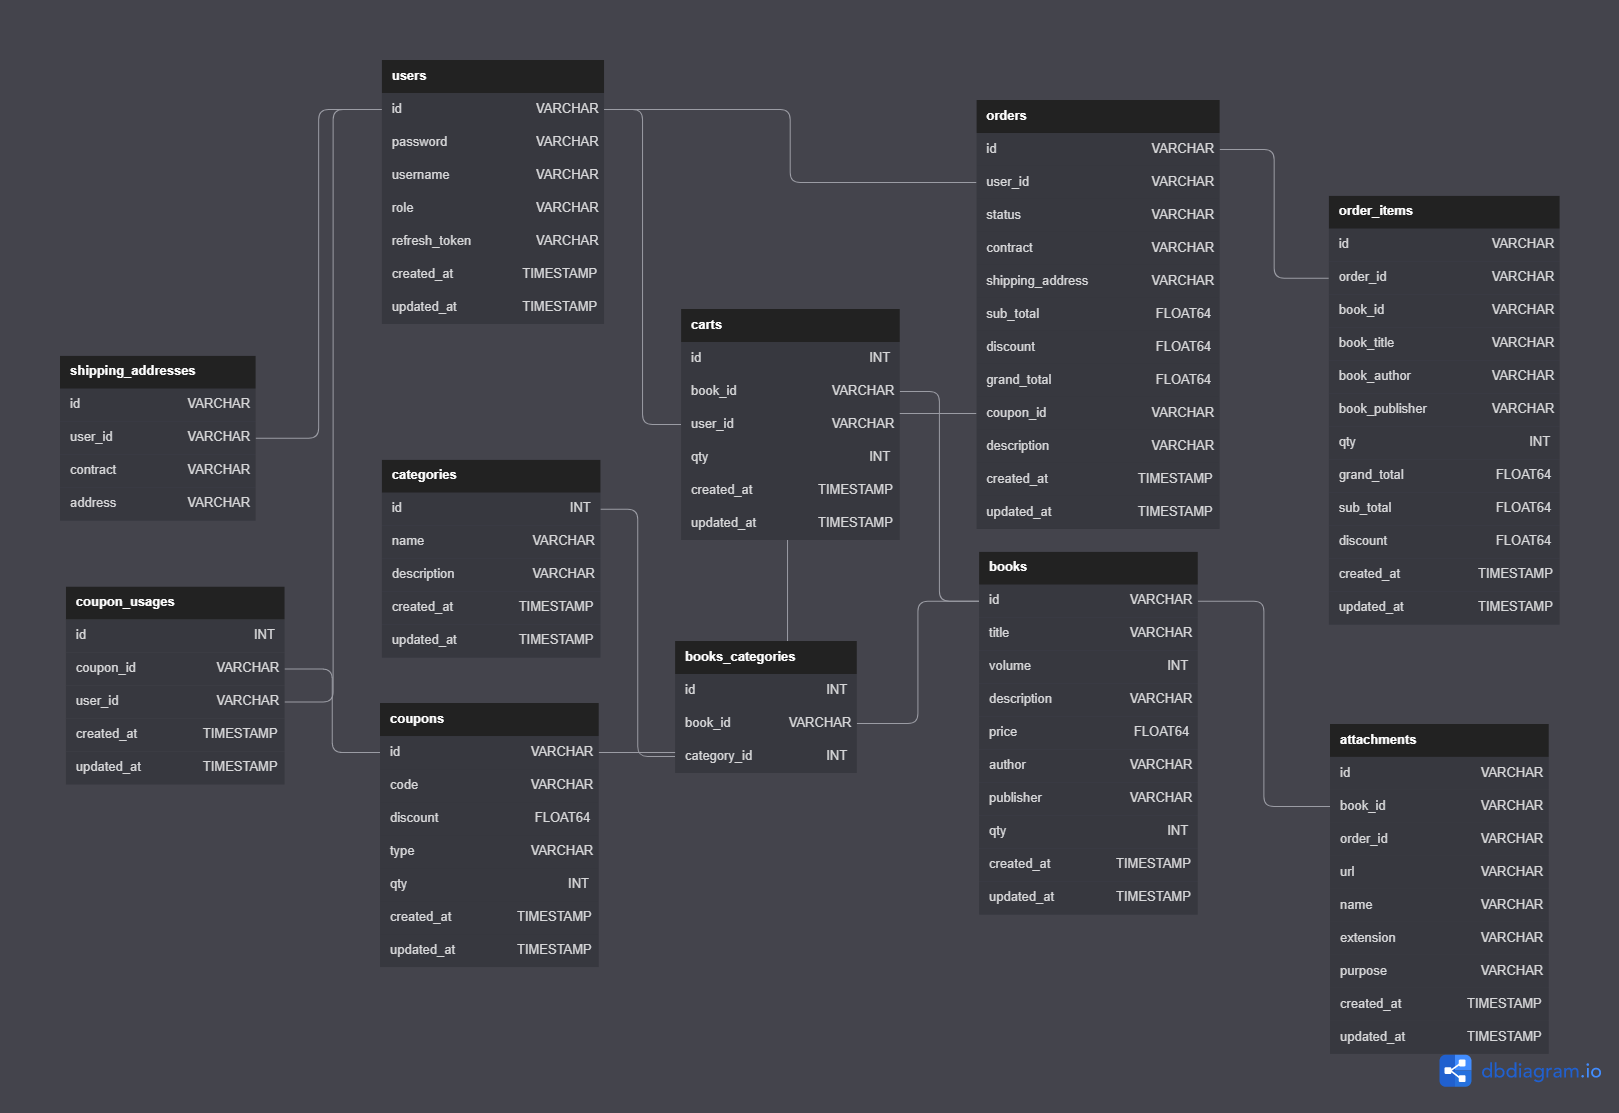 users
id VARCHAR
password VARCHAR
username VARCHAR
role VARCHAR
refresh_token VARCHAR
created_at TIMESTAMP
updated_at TIMESTAMP
orders
id VARCHAR
user_id VARCHAR
status VARCHAR
contract VARCHAR
shipping_address VARCHAR
sub_total FLOAT64
discount FLOAT64
grand_total FLOAT64
coupon_id VARCHAR
description VARCHAR
created_at TIMESTAMP
updated_at TIMESTAMP
order_items
id VARCHAR
order_id VARCHAR
book_id VARCHAR
book_title VARCHAR
book_author VARCHAR
book_publisher VARCHAR
qty INT
grand_total FLOAT64
sub_total FLOAT64
discount FLOAT64
created_at TIMESTAMP
updated_at TIMESTAMP
carts
id INT
book_id VARCHAR
user_id VARCHAR
qty INT
created_at TIMESTAMP
updated_at TIMESTAMP
shipping_addresses
id VARCHAR
user_id VARCHAR
contract VARCHAR
address VARCHAR
categories
id INT
name VARCHAR
description VARCHAR
created_at TIMESTAMP
updated_at TIMESTAMP
books
id VARCHAR
title VARCHAR
volume INT
description VARCHAR
price FLOAT64
author VARCHAR
publisher VARCHAR
qty INT
created_at TIMESTAMP
updated_at TIMESTAMP
coupon_usages
id INT
coupon_id VARCHAR
user_id VARCHAR
created_at TIMESTAMP
updated_at TIMESTAMP
books_categories
id INT
book_id VARCHAR
category_id INT
coupons
id VARCHAR
code VARCHAR
discount FLOAT64
type VARCHAR
qty INT
created_at TIMESTAMP
updated_at TIMESTAMP
attachments
id VARCHAR
book_id VARCHAR
order_id VARCHAR
url VARCHAR
name VARCHAR
extension VARCHAR
purpose VARCHAR
created_at TIMESTAMP
updated_at TIMESTAMP
dbdiagram.io